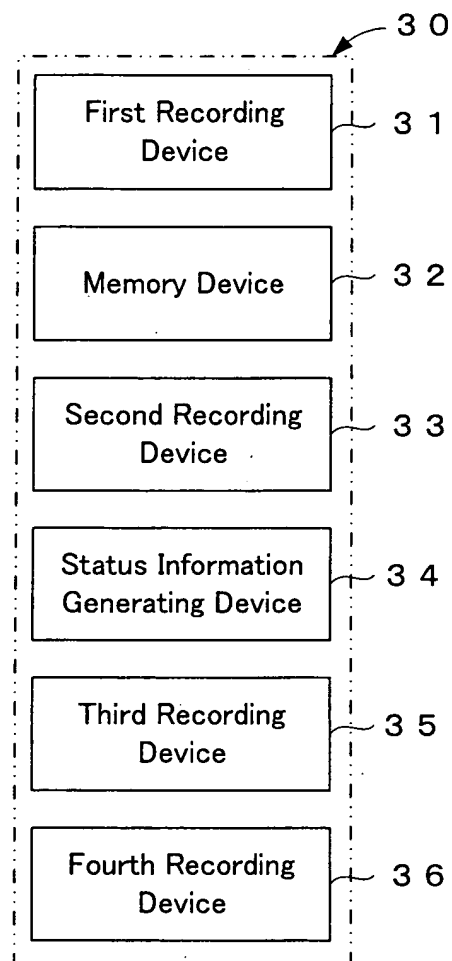 ３０
First Recording
Device
３１
Memory Device
３２
Second Recording
Device
３３
Status Information
Generating Device
３４
Third Recording
Device
３５
Fourth Recording
Device
３６